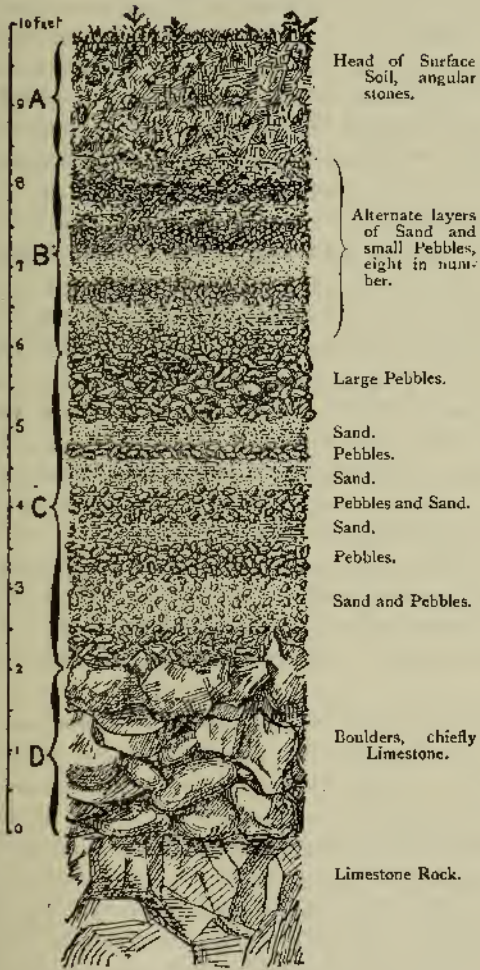 10 feet
A
9
8
B
7
6
5
C
4
3
2
D
1
0
Head of Surface
Soil, angular
stones.
Alternate layers
of Sand and
small Pebbles,
eight in num-
ber.
Large Pebbles.
Sand.
Pebbles.
Sand.
Pebbles and Sand.
Sand.
Pebbles.
Sand and Pebbles.
Boulders, chiefly
Limestone.
Limestone Rock.